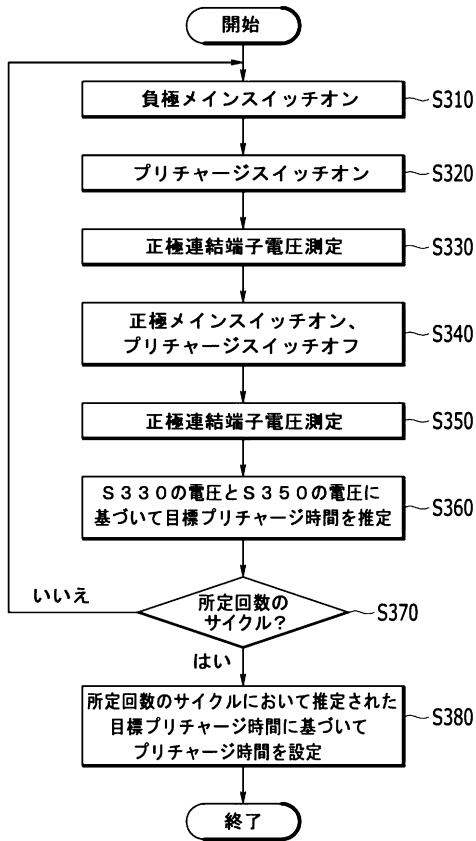 開始
負極メインスイッチオン
S310
プリチャージスイッチオン
S320
正極連結端子電圧測定
S330
正極メインスイッチオン、
プリチャージスイッチオフ
S340
正極連結端子電圧測定
S350
S330の電圧とS350の電圧に
基づいて目標プリチャージ時間を推定
S360
所定回数の
サイクル?
S370
いいえ
はい
所定回数のサイクルにおいて推定された
目標プリチャージ時間に基づいて
プリチャージ時間を設定
S380
終了